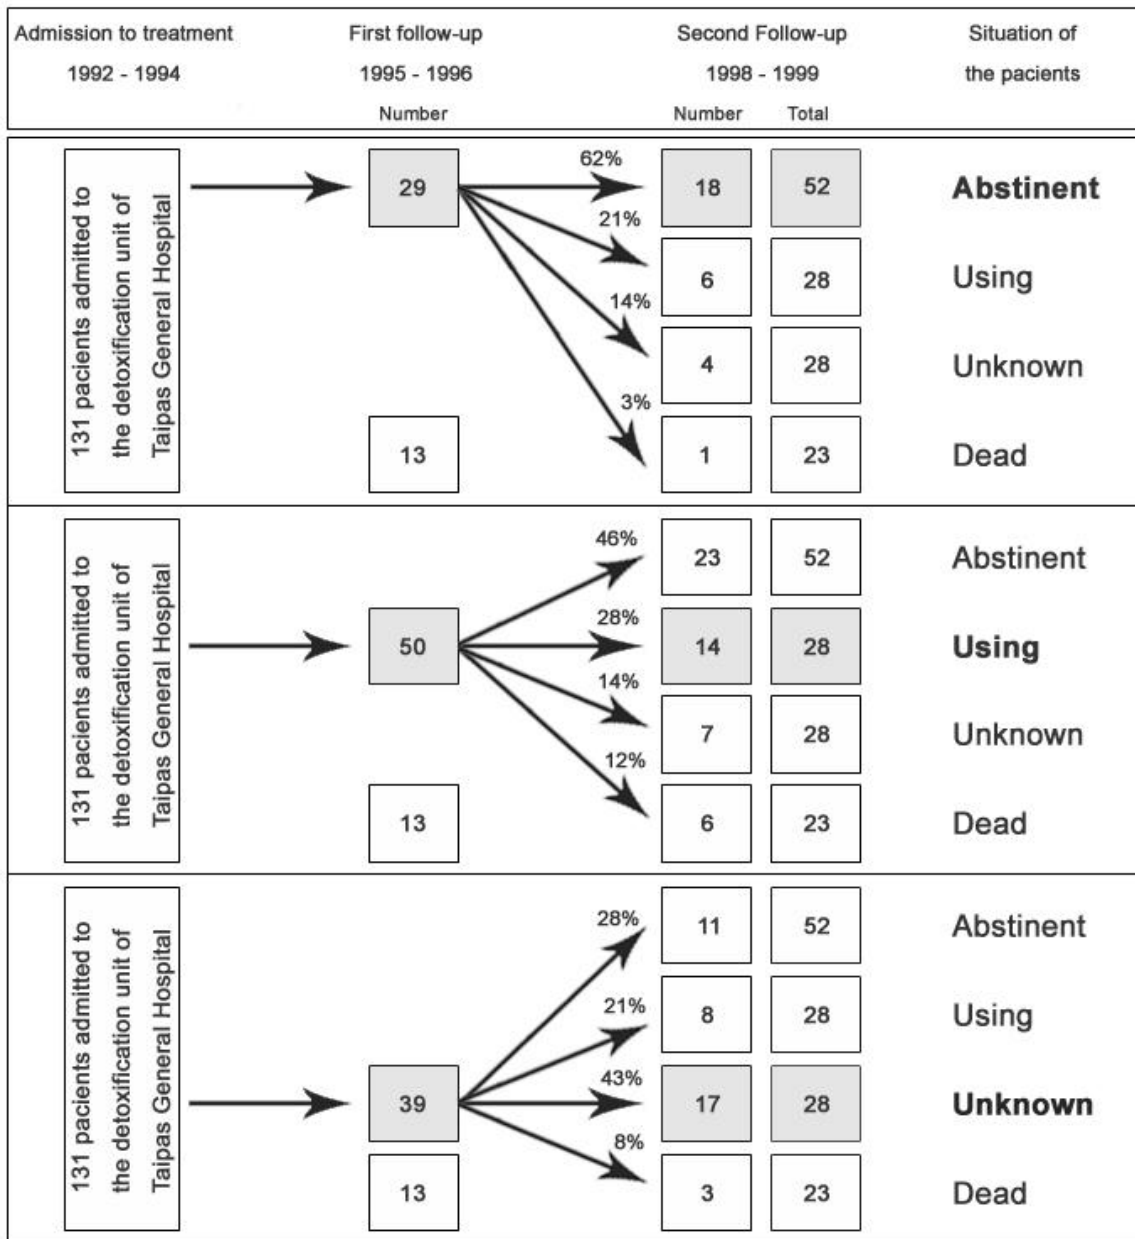 Admission to treatment
1992 - 1994
First follow-up
1995 - 1996
Number
Second Follow-up
1998 - 1999
Number Total
Situation of
the pacients
131 pacients admitted to
the detoxification unit of
Taipas General Hospital
29
13
62%
21%
14%
3%
18 52 Abstinent
6 28 Using
4 28 Unknown
1 23 Dead
131 pacients admitted to
the detoxification unit of
Taipas General Hospital
50
13
46%
28%
14%
12%
23 52 Abstinent
14 28 Using
7 28 Unknown
6 23 Dead
131 pacients admitted to
the detoxification unit of
Taipas General Hospital
39
13
28%
21%
43%
8%
11 52 Abstinent
8 28 Using
17 28 Unknown
3 23 Dead